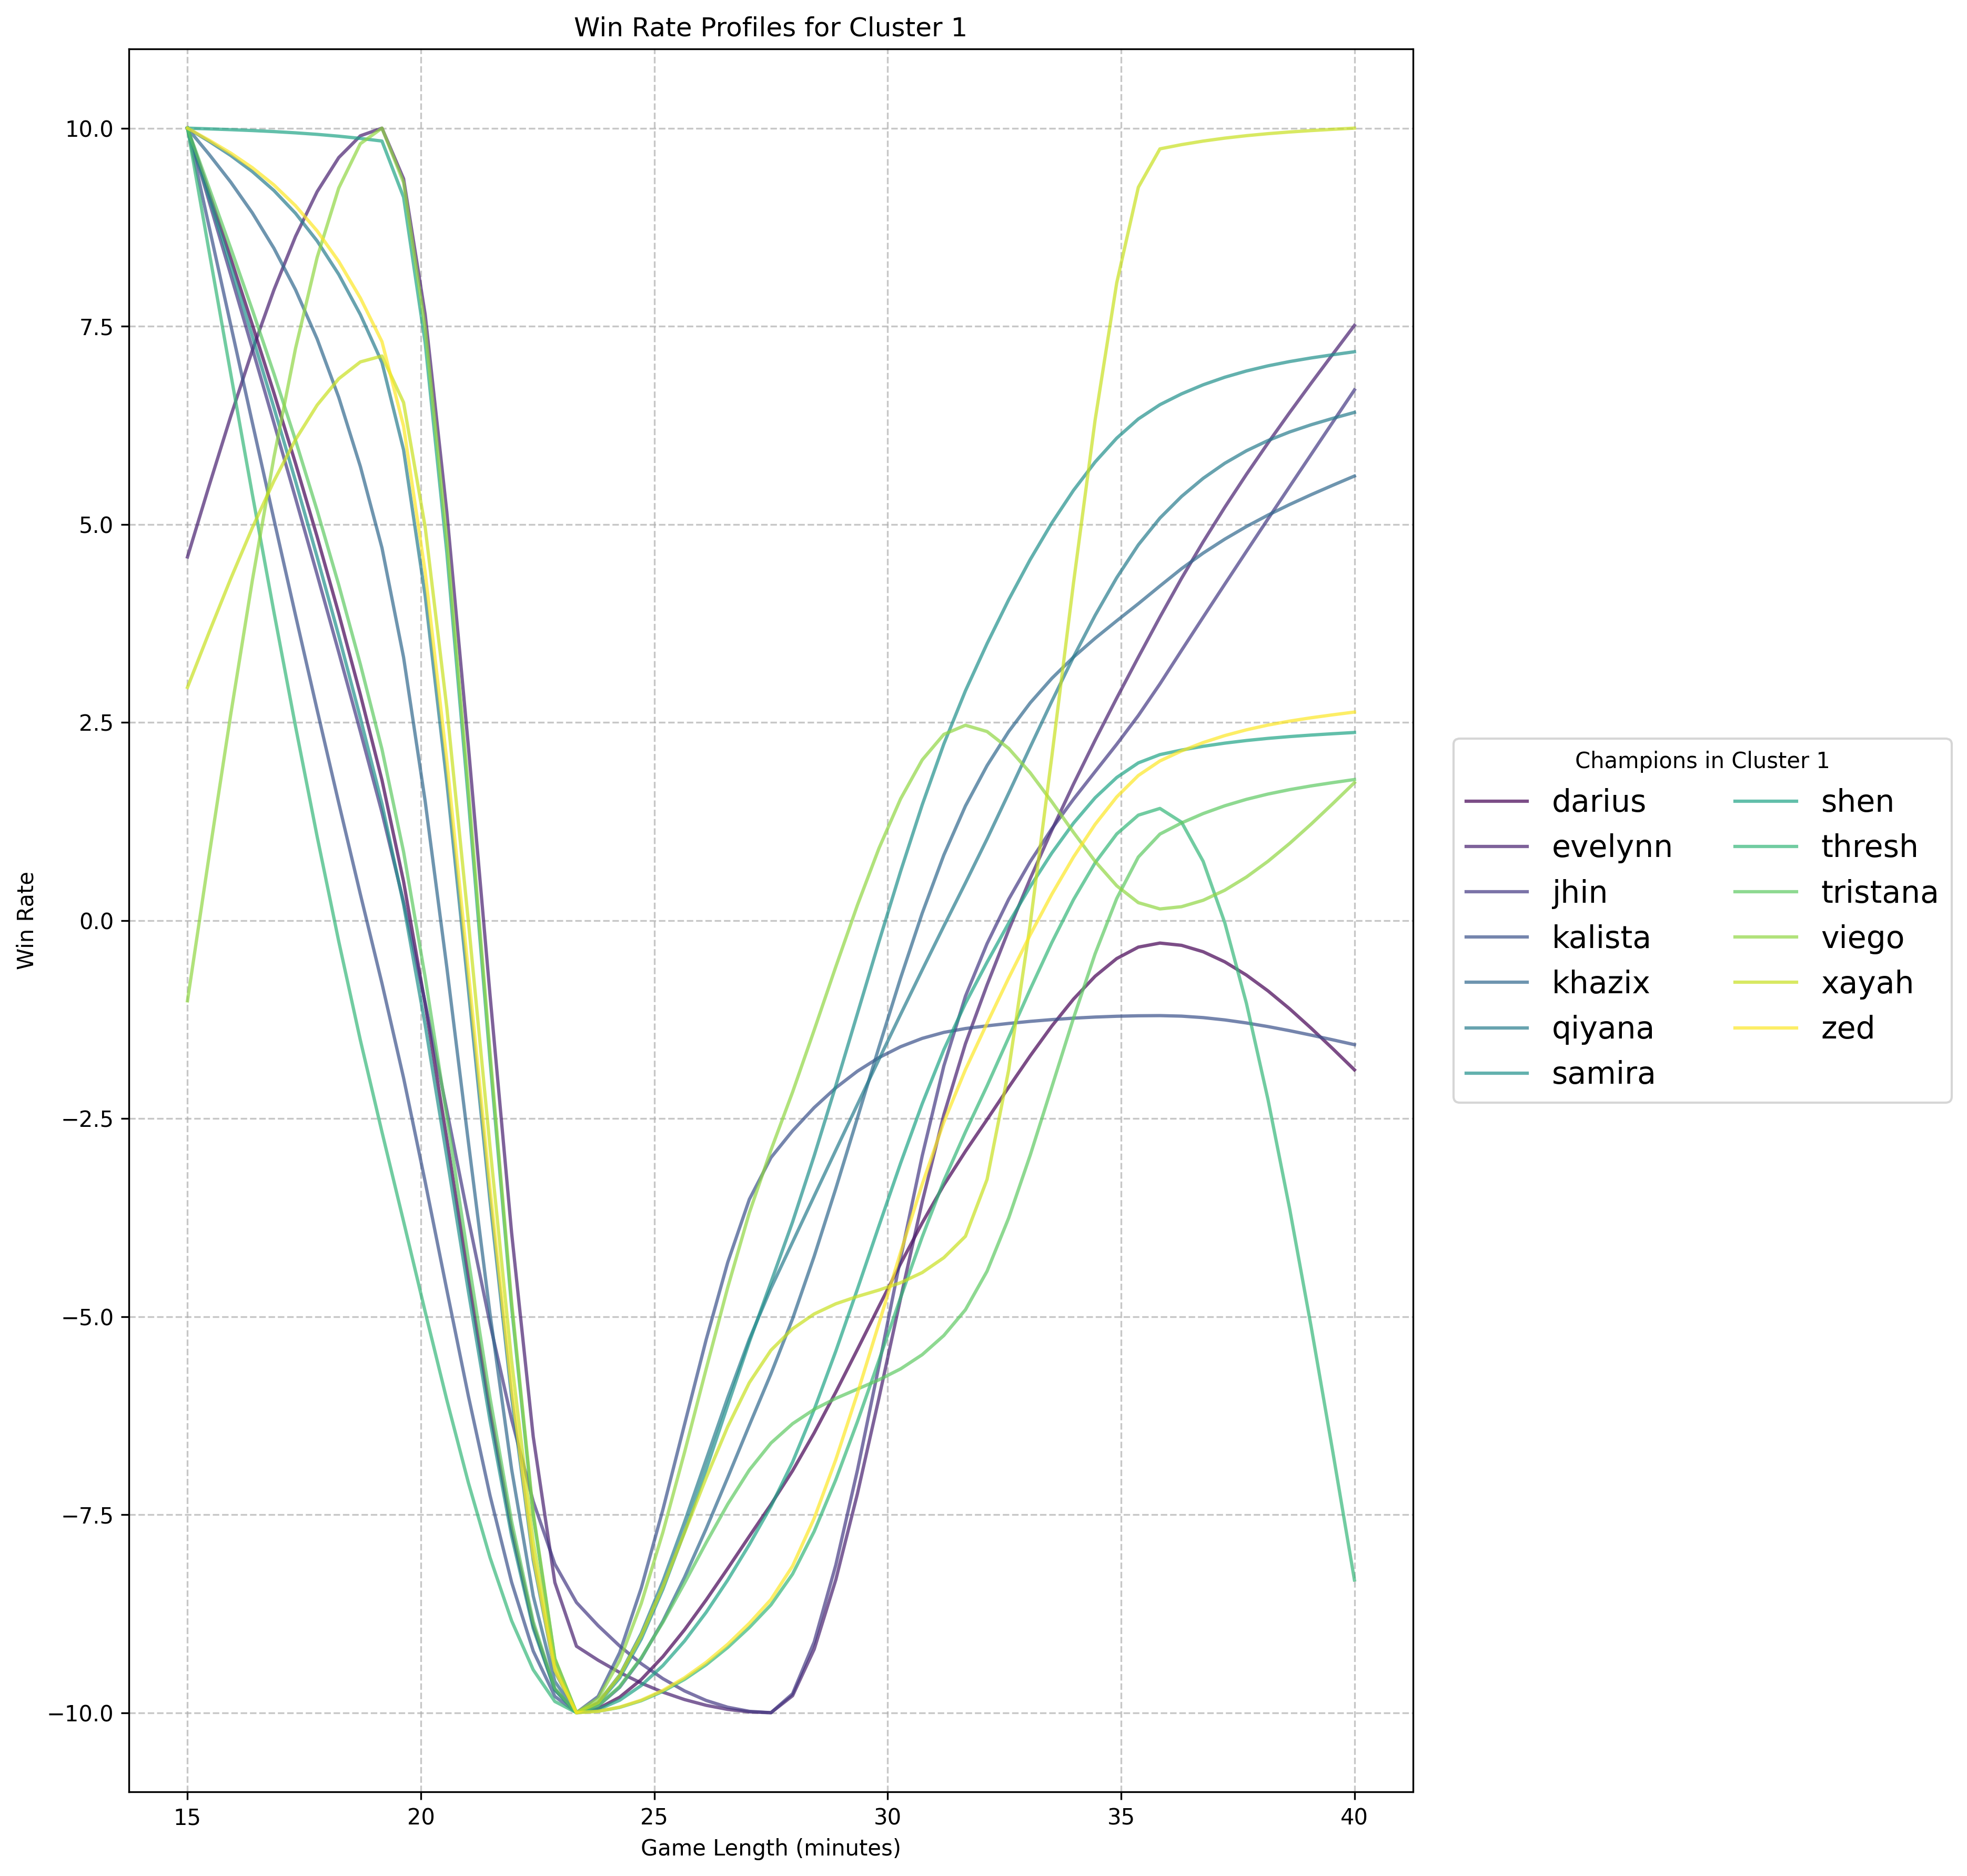 Win Rate Profiles for Cluster 1
10.0
7.5
5.0
2.5
0.0
−2.5
−5.0
−7.5
−10.0
Win Rate
15 20 25 30 35 40
Game Length (minutes)
Champions in Cluster 1
darius
evelynn
jhin
kalista
khazix
qiyana
samira
shen
thresh
tristana
viego
xayah
zed